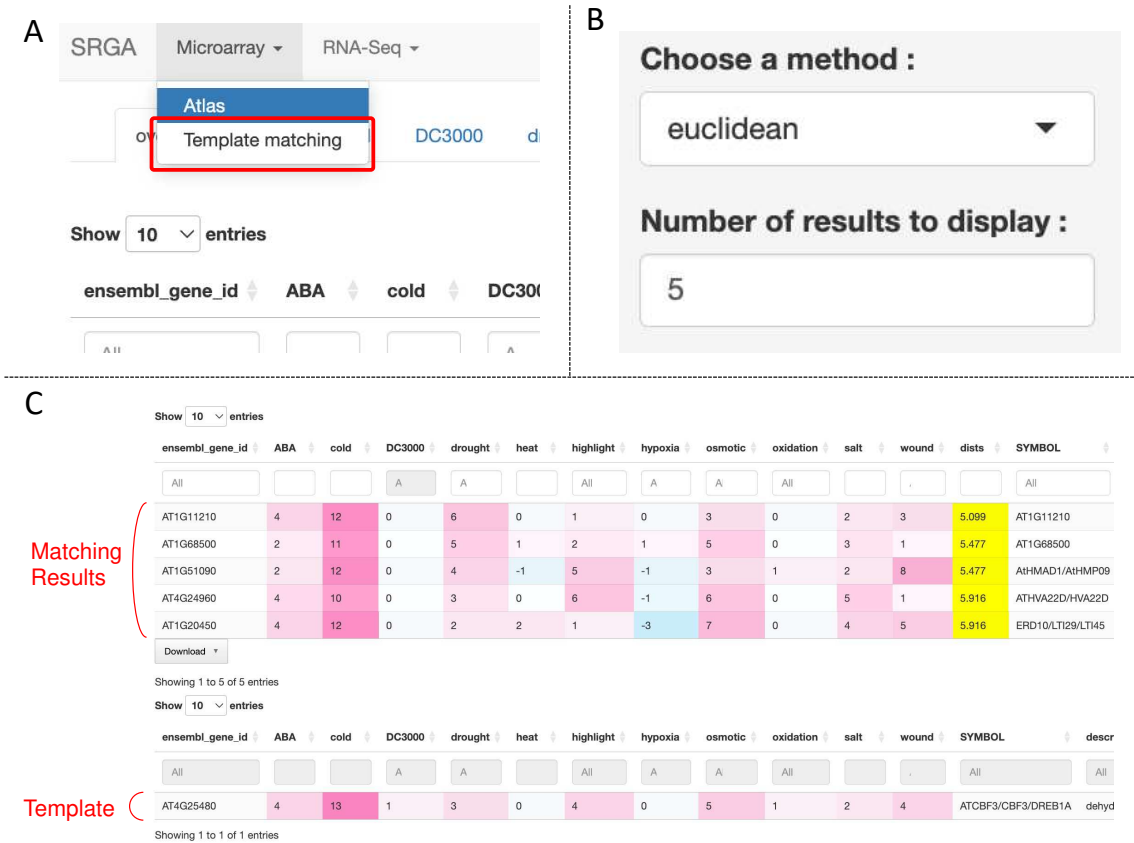 A
SRGA Microarray RNA-Seq
Atlas
ov DC3000 d
Template matching
Show 10 entries
ensembl_gene_id ABA cold DC300
All A
B
Choose a method :
euclidean
Number of results to display :
5
C
Show 10 entries
ensembl_gene_id ABA cold DC3000 drought heat highlight hypoxia osmotic oxidation salt wound dists SYMBOL
All A A All A A All . All
Matching
Results
AT1G11210 4 12 0 6 0 1 0 3 0 2 3 5.099 AT1G11210
AT1G68500 2 11 0 5 1 2 1 5 0 3 1 5.477 AT1G68500
AT1G51090 2 12 0 4 -1 5 -1 3 1 2 8 5.477 AtHMAD1/AtHMP09
AT4G24960 4 10 0 3 0 6 -1 6 0 5 1 5.916 ATHVA22D/HVA22D
AT1G20450 4 12 0 2 2 1 -3 7 0 4 5 5.916 ERD10/LTI29/LTI45
Download
Showing 1 to 5 of 5 entries
Show 10 entries
ensembl_gene_id ABA cold DC3000 drought heat highlight hypoxia osmotic oxidation salt wound SYMBOL descr
All A A All A A All . All All
Template
AT4G25480 4 13 1 3 0 4 0 5 1 2 4 ATCBF3/CBF3/DREB1A dehyd
Showing 1 to 1 of 1 entries